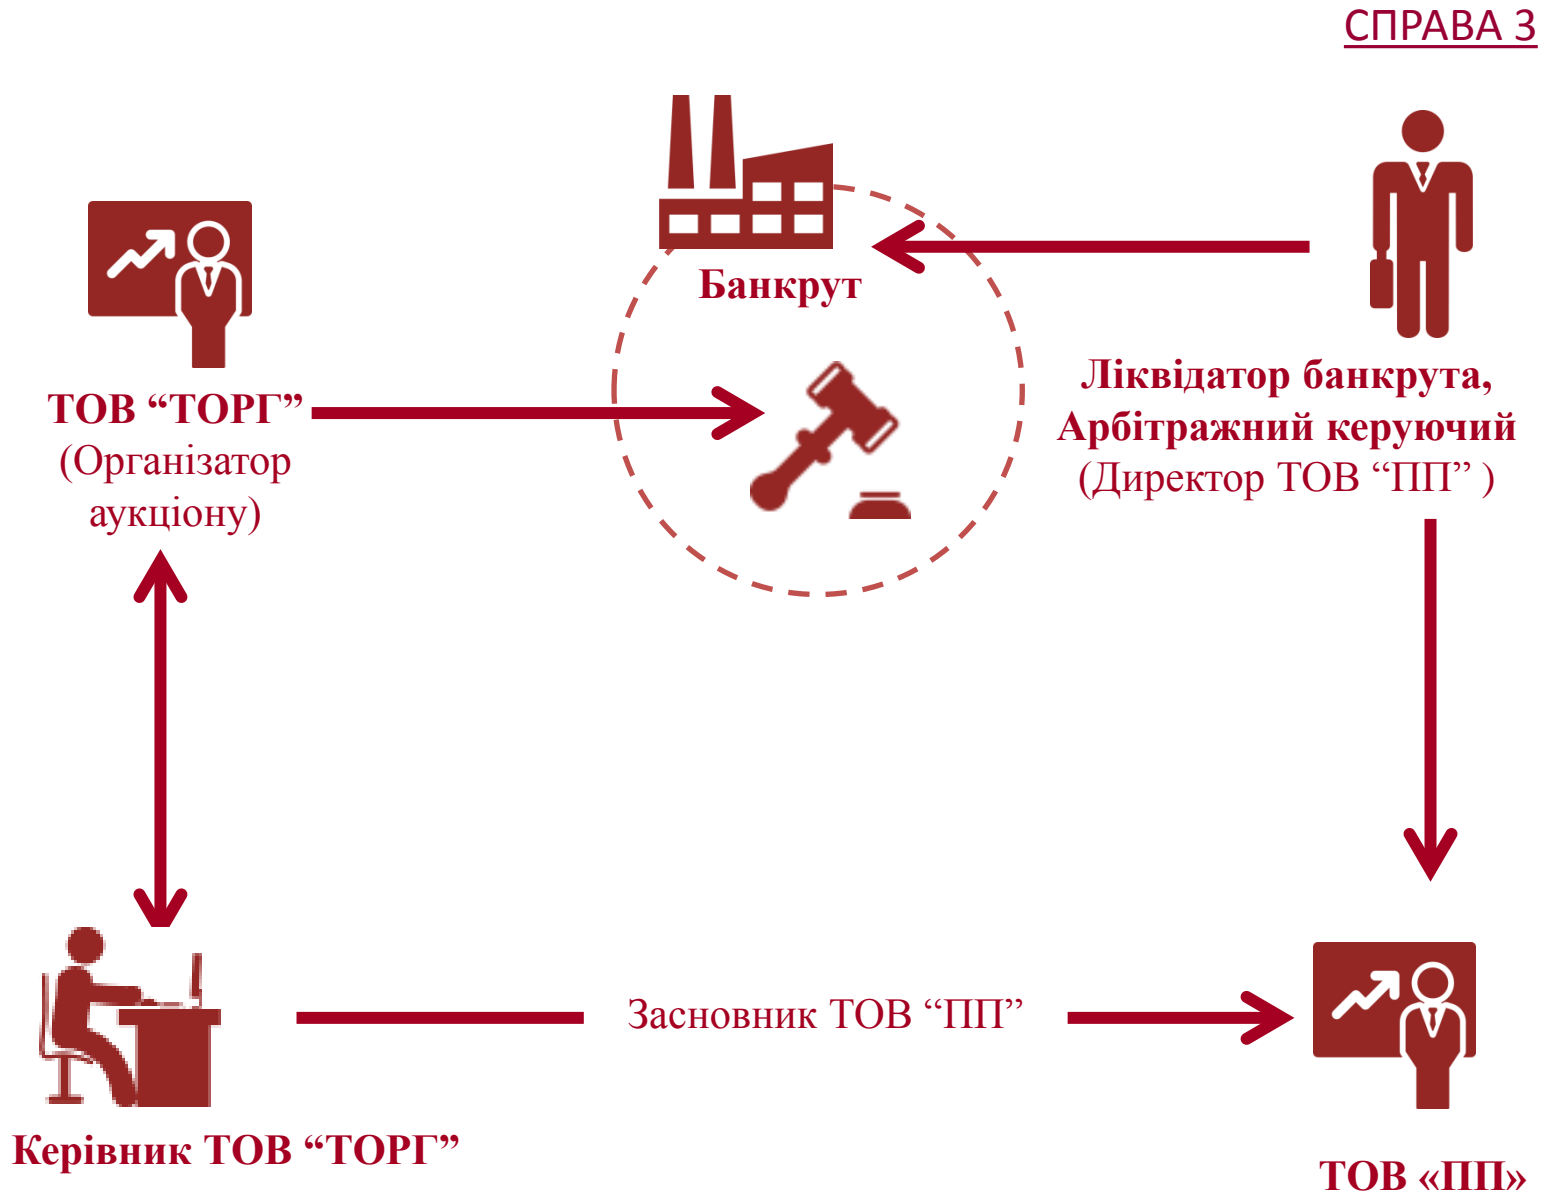 СПРАВА 3
Банкрут
ТОВ “ТОРГ”
(Організатор
аукціону)
Ліквідатор банкрута,
Арбітражний керуючий
(Директор ТОВ “ПП” )
Засновник ТОВ “ПП”
Керівник ТОВ “ТОРГ”
ТОВ «ПП»